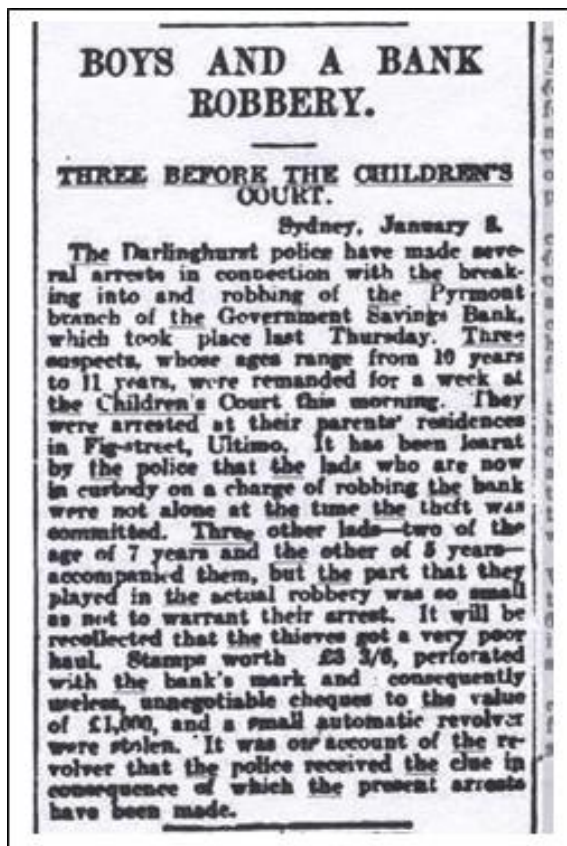 BOYS AND A BANK
ROBBERY.
THREE BEFORE THE CHILDREN'S
COURT.
Sydney, January 8.
The Darlinghurst police have made seve-
ral arrests in connection with the break-
ing into and robbing of the Pyrmont
branch of the Government Savings Bank,
which took place last Thursday. Three
suspects, whose ages range from 10 years
to 11 years, were remanded for a week at
the Children's Court this morning. They
were arrested at their parents' residences
in Fig-street, Ultimo. It has been learnt
by the police that the lads who are now
in custody on a charge of robbing the bank
were not alone at the time the theft was
committed. Three other lads—two of the
age of 7 years and the other of 5 years—
accompanied them, but the part that they
played in the actual robbery was so small
as not to warrant their arrest. It will be
recollected that the thieves got a very poor
haul. Stamps worth £3 3/6, perforated
with the bank's mark and consequently
useless, unnegotiable cheques to the value
of £1,000, and a small automatic revolver
were stolen. It was on account of the re-
volver that the police received the clue in
consequence of which the present arrests
have been made.